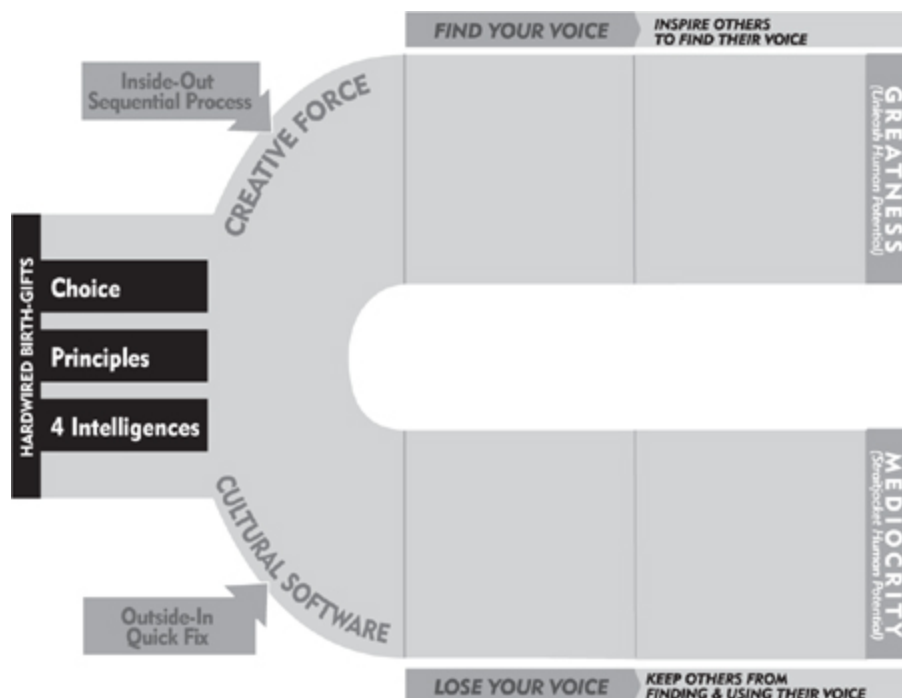 FIND YOUR VOICE
INSPIRE OTHERS
TO FIND THEIR VOICE
Inside-Out
Sequential Process
CREATIVE FORCE
GREATNESS
(Unleash Human Potential)
HARDWIRED BIRTH-GIFTS
Choice
Principles
4 Intelligences
CULTURAL SOFTWARE
Outside-In
Quick Fix
MEDIOCRITY
(Straitjacket Human Potential)
LOSE YOUR VOICE
KEEP OTHERS FROM
FINDING & USING THEIR VOICE